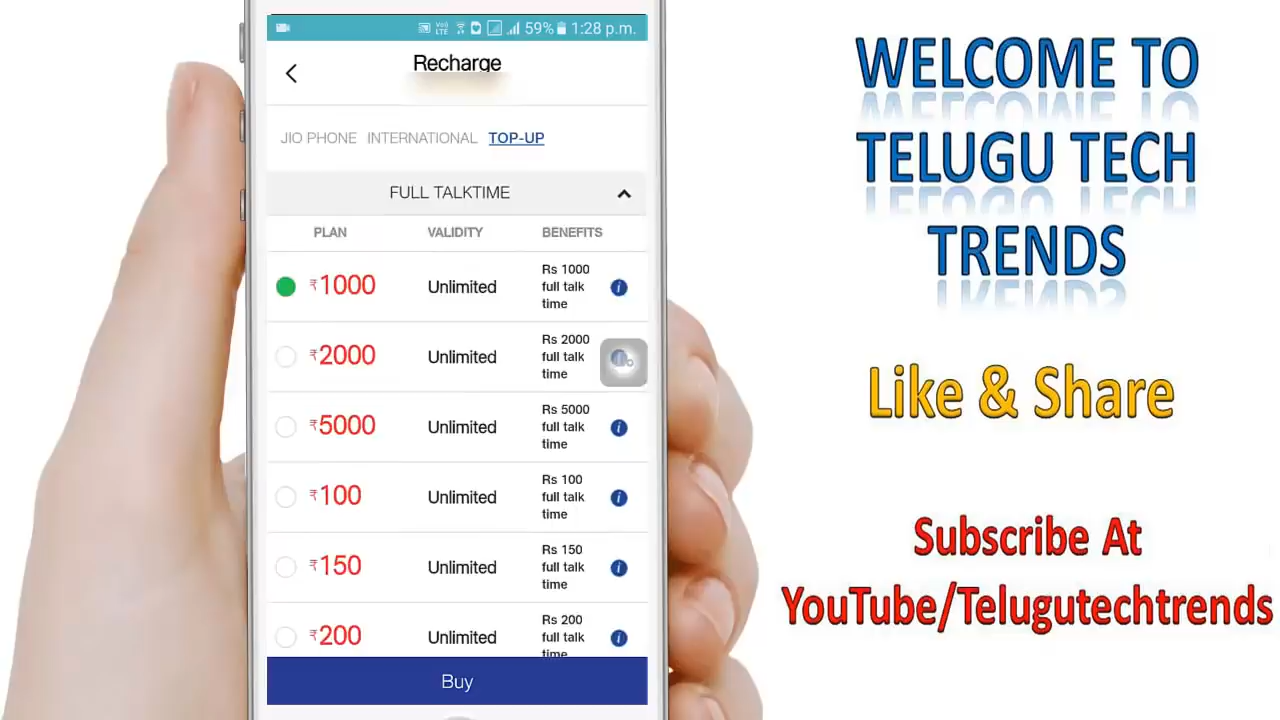 59% 1:28 p.m.
Recharge
JIO PHONE INTERNATIONAL TOP-UP
FULL TALKTIME
PLAN VALIDITY BENEFITS
₹1000 Unlimited Rs 1000
full talk
time
₹2000 Unlimited Rs 2000
full talk
time
₹5000 Unlimited Rs 5000
full talk
time
₹100 Unlimited Rs 100
full talk
time
₹150 Unlimited Rs 150
full talk
time
₹200 Unlimited Rs 200
full talk
time
Buy
WELCOME TO
TELUGU TECH
TRENDS
Like & Share
Subscribe At
YouTube/Telugutechtrends